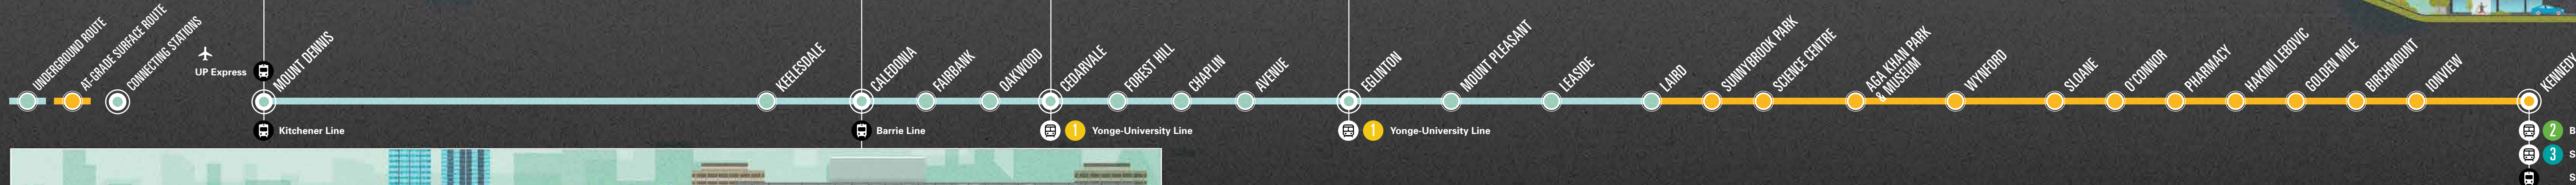 UNDERGROUND ROUTE
AT-GRADE SURFACE ROUTE
CONNECTING STATIONS
UP Express
MOUNT DENNIS
Kitchener Line
KEELESDALE
CALEDONIA
Barrie Line
FAIRBANK
OAKWOOD
CEDARVALE
1 Yonge-University Line
FOREST HILL
CHAPLIN
AVENUE
EGLINTON
1 Yonge-University Line
MOUNT PLEASANT
LEASIDE
LAIRD
SUNNYBROOK PARK
SCIENCE CENTRE
AGA KHAN PARK
& MUSEUM
WYNFORD
SLOANE
O'CONNOR
PHARMACY
HAKIMI LEBOVIC
GOLDEN MILE
BIRCHMOUNT
IONVIEW
KENNEDY
2 B
3 S